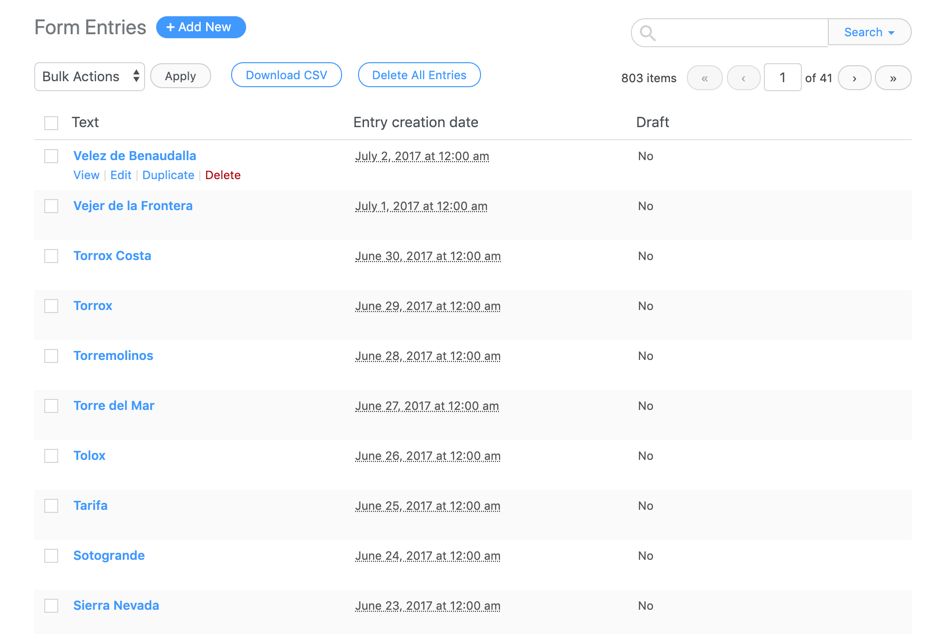 Form Entries + Add New
Search
Bulk Actions Apply Download CSV Delete All Entries 803 items « ‹ 1 of 41 › »
Text Entry creation date Draft
Velez de Benaudalla July 2, 2017 at 12:00 am No
View | Edit | Duplicate | Delete
Vejer de la Frontera July 1, 2017 at 12:00 am No
Torrox Costa June 30, 2017 at 12:00 am No
Torrox June 29, 2017 at 12:00 am No
Torremolinos June 28, 2017 at 12:00 am No
Torre del Mar June 27, 2017 at 12:00 am No
Tolox June 26, 2017 at 12:00 am No
Tarifa June 25, 2017 at 12:00 am No
Sotogrande June 24, 2017 at 12:00 am No
Sierra Nevada June 23, 2017 at 12:00 am No